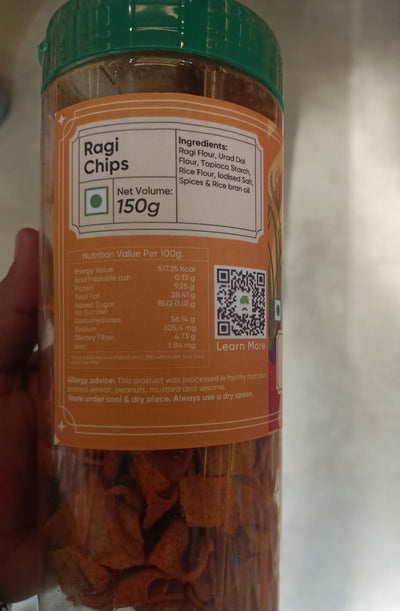 Ragi
Chips
Net Volume:
150g
Ingredients:
Ragi Flour, Urad Dal
Flour, Tapioca Starch,
Rice Flour, Iodised Salt,
Spices & Rice bran oil
Nutrition Value Per 100g
Energy Value 517.25 Kcal
Acid insoluble ash 0.13 g
Protein 9.25 g
Total Fat 28.41 g
Added Sugar BLQ (1.0) g
(as Sucrose)
Carbohydrates 56.14 g
Sodium 305.4 mg
Dietary Fiber 4.73 g
Iron 3.84 mg
Learn More
Allergy advice: This product was processed in facility that
process wheat, peanuts, mustard and sesame.
Store under cool & dry place. Always use a dry spoon.